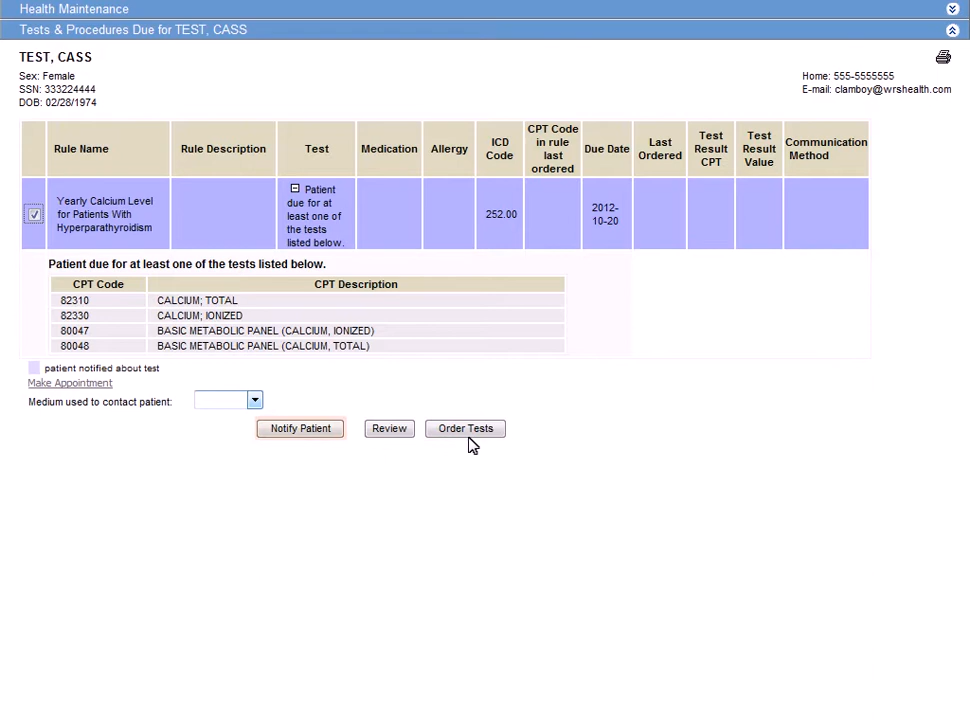 Health Maintenance
Tests & Procedures Due for TEST, CASS
TEST, CASS
Sex: Female
SSN: 333224444
DOB: 02/28/1974
Home: 555-5555555
E-mail: clamboy@wrshealth.com
Rule Name
Rule Description
Test
Medication
Allergy
ICD
Code
CPT Code
in rule
last
ordered
Due Date
Last
Ordered
Test
Result
CPT
Test
Result
Value
Communication
Method
Yearly Calcium Level
for Patients With
Hyperparathyroidism
Patient
due for at
least one of
the tests
listed below.
252.00
2012-
10-20
Patient due for at least one of the tests listed below.
CPT Code CPT Description
82310 CALCIUM; TOTAL
82330 CALCIUM; IONIZED
80047 BASIC METABOLIC PANEL (CALCIUM, IONIZED)
80048 BASIC METABOLIC PANEL (CALCIUM, TOTAL)
patient notified about test
Make Appointment
Medium used to contact patient:
Notify Patient Review Order Tests